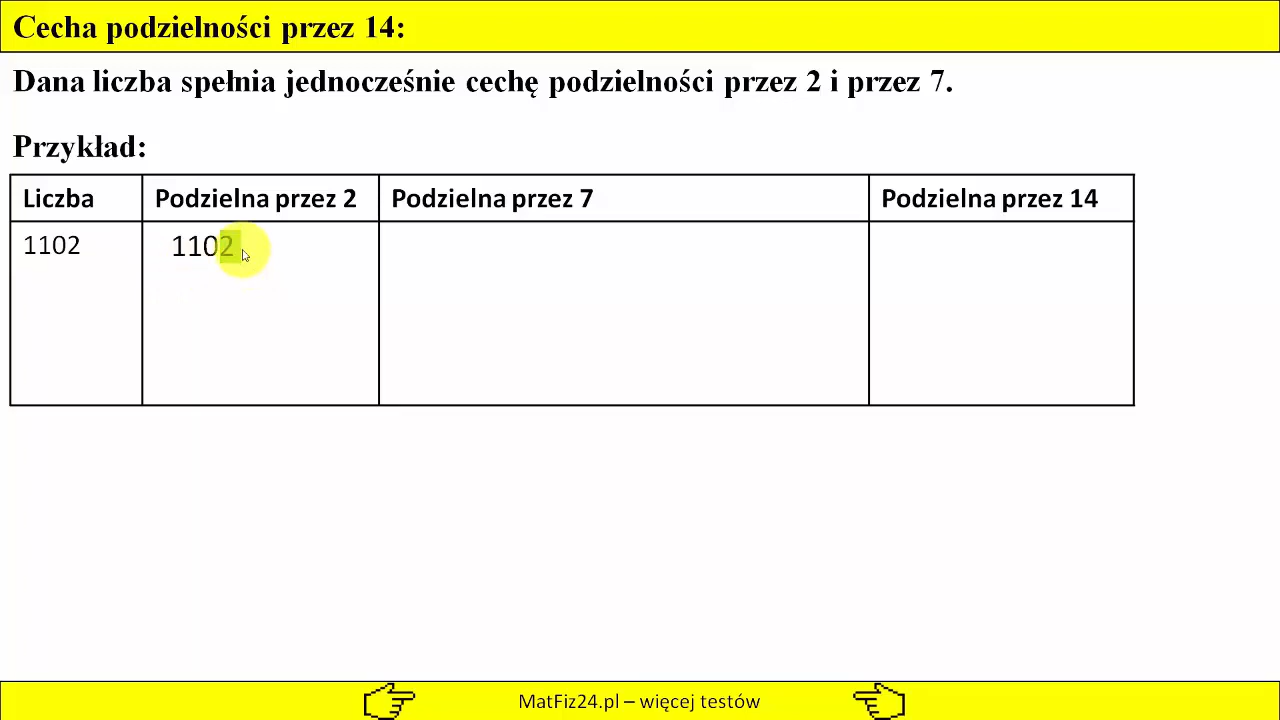 Cecha podzielności przez 14:
Dana liczba spełnia jednocześnie cechę podzielności przez 2 i przez 7.
Przykład:
Liczba Podzielna przez 2 Podzielna przez 7 Podzielna przez 14
1102 1102
MatFiz24.pl – więcej testów